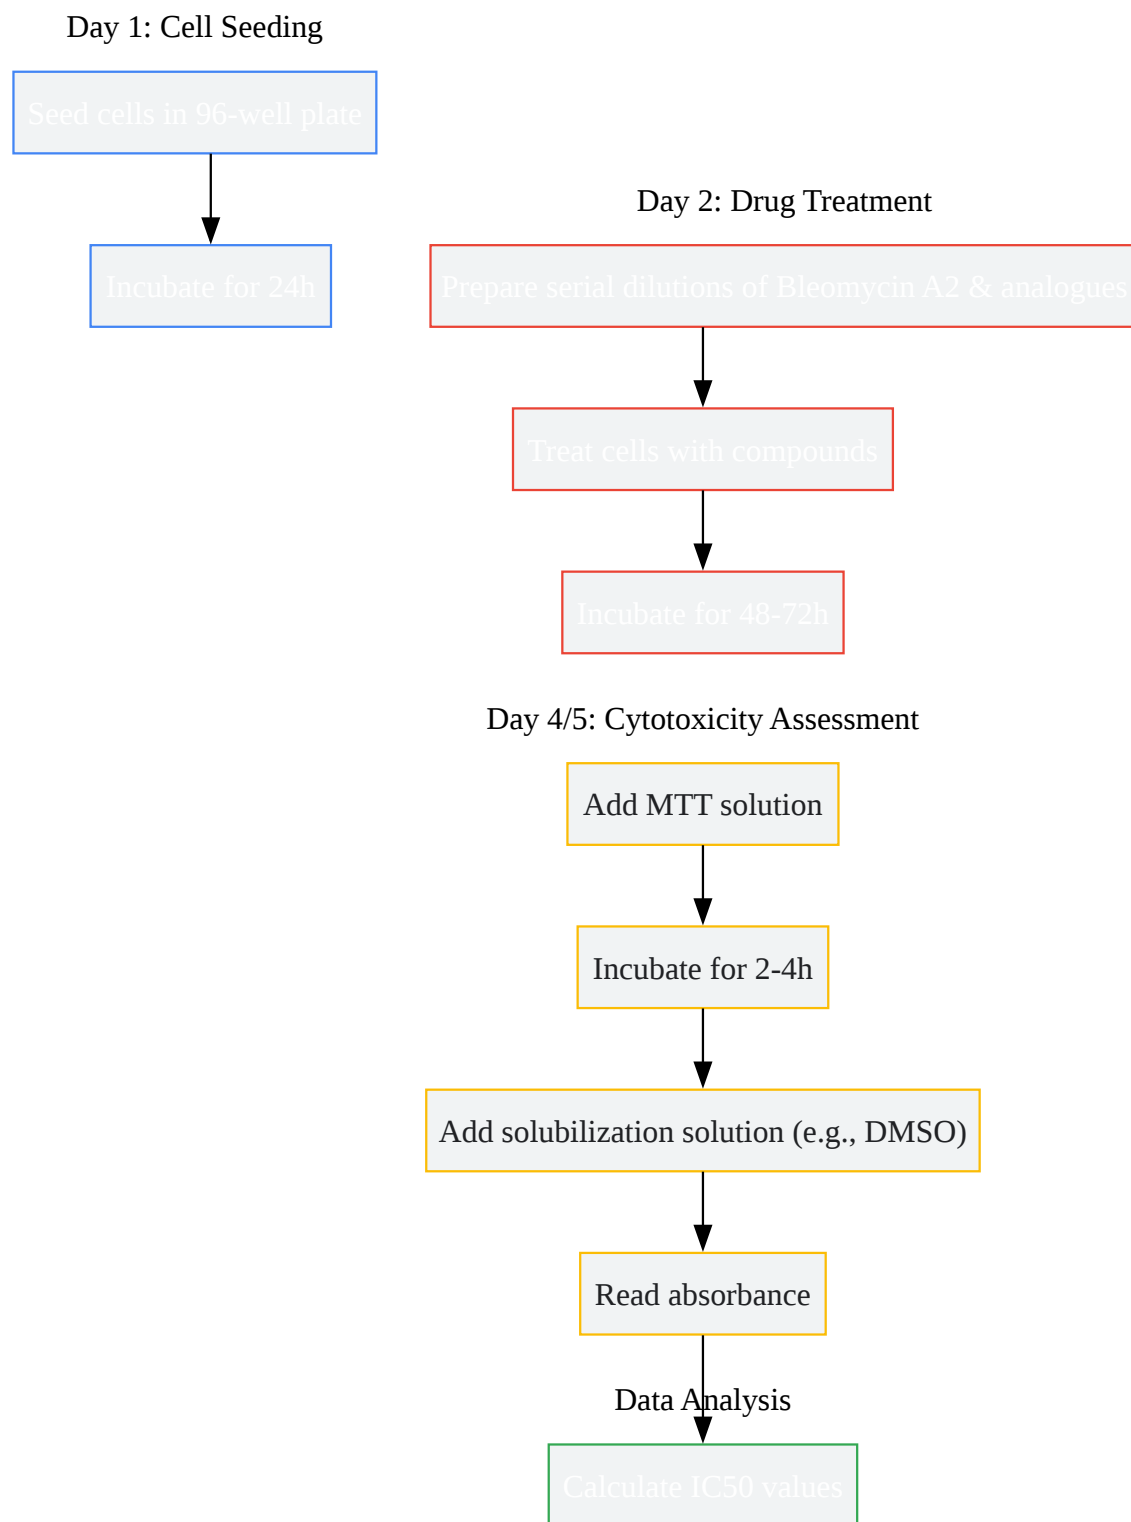 Day 1: Cell Seeding
Seed cells in 96-well plate
Incubate for 24h
Day 2: Drug Treatment
Prepare serial dilutions of Bleomycin A2 & analogues
Treat cells with compounds
Incubate for 48-72h
Day 4/5: Cytotoxicity Assessment
Add MTT solution
Incubate for 2-4h
Add solubilization solution (e.g., DMSO)
Read absorbance
Data Analysis
Calculate IC50 values